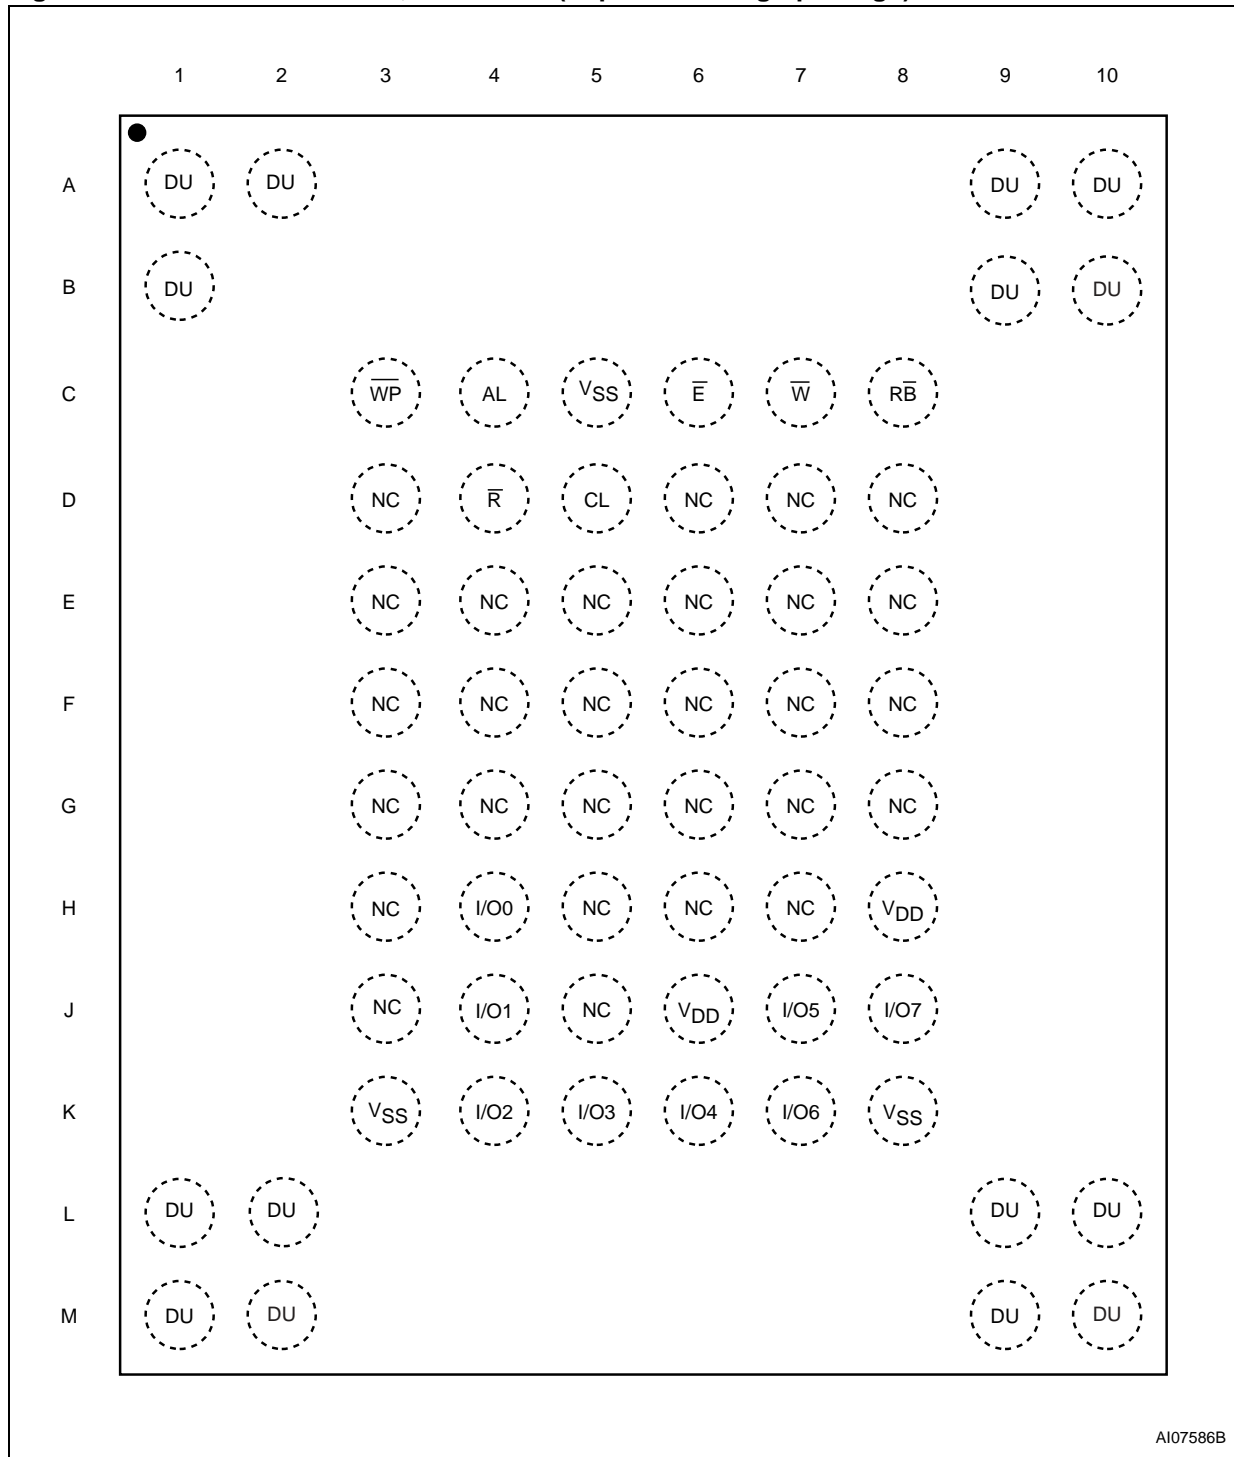 1 2 3 4 5 6 7 8 9 10
A DU DU DU DU
B DU DU DU
C W̅P̅ AL VSS E̅ W̅ RB̅
D NC R̅ CL NC NC NC
E NC NC NC NC NC NC
F NC NC NC NC NC NC
G NC NC NC NC NC NC
H NC I/O0 NC NC NC VDD
J NC I/O1 NC VDD I/O5 I/O7
K VSS I/O2 I/O3 I/O4 I/O6 VSS
L DU DU DU DU
M DU DU DU DU
AI07586B